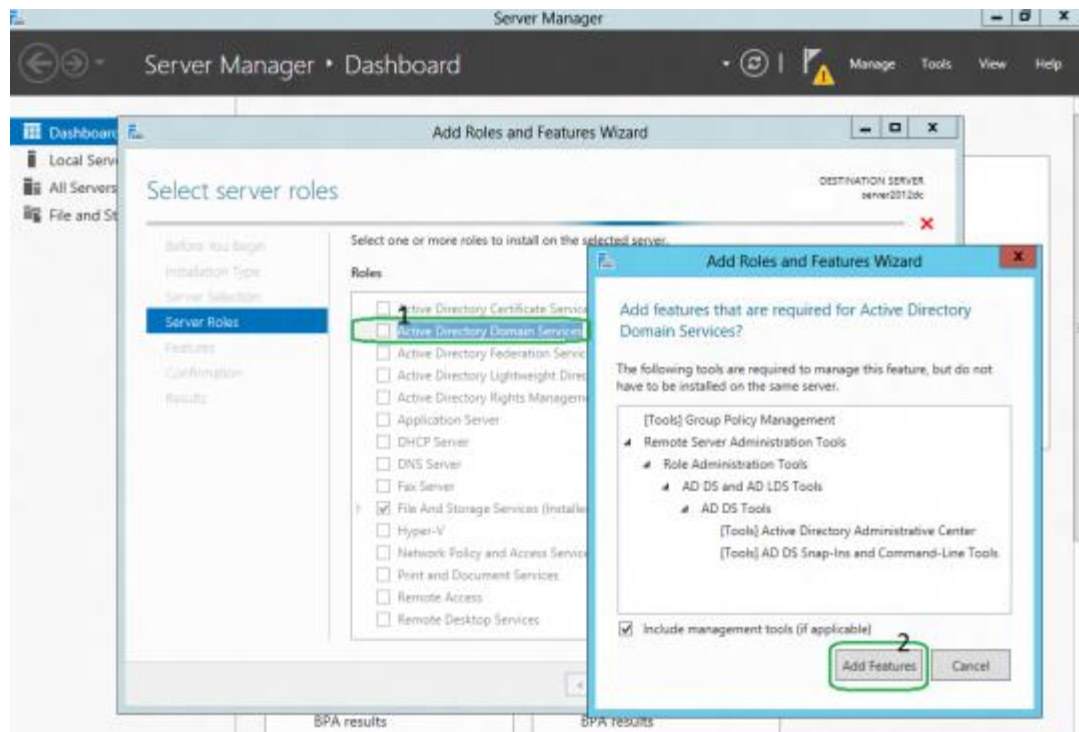 Server Manager
Server Manager • Dashboard
Manage Tools View Help
Dashboard
Local Serv
All Servers
File and St
Add Roles and Features Wizard
Select server roles
DESTINATION SERVER
server2012dc
Before You Begin
Installation Type
Server Selection
Server Roles
Features
Confirmation
Results
Select one or more roles to install on the selected server.
Roles
1
Active Directory Certificate Service
Active Directory Domain Services
Active Directory Federation Servic
Active Directory Lightweight Direc
Active Directory Rights Manageme
Application Server
DHCP Server
DNS Server
Fax Server
File And Storage Services (Installe
Hyper-V
Network Policy and Access Service
Print and Document Services
Remote Access
Remote Desktop Services
Add Roles and Features Wizard
Add features that are required for Active Directory
Domain Services?
The following tools are required to manage this feature, but do not
have to be installed on the same server.
[Tools] Group Policy Management
Remote Server Administration Tools
Role Administration Tools
AD DS and AD LDS Tools
AD DS Tools
[Tools] Active Directory Administrative Center
[Tools] AD DS Snap-Ins and Command-Line Tools
Include management tools (if applicable)
2
Add Features Cancel
BPA results BPA results